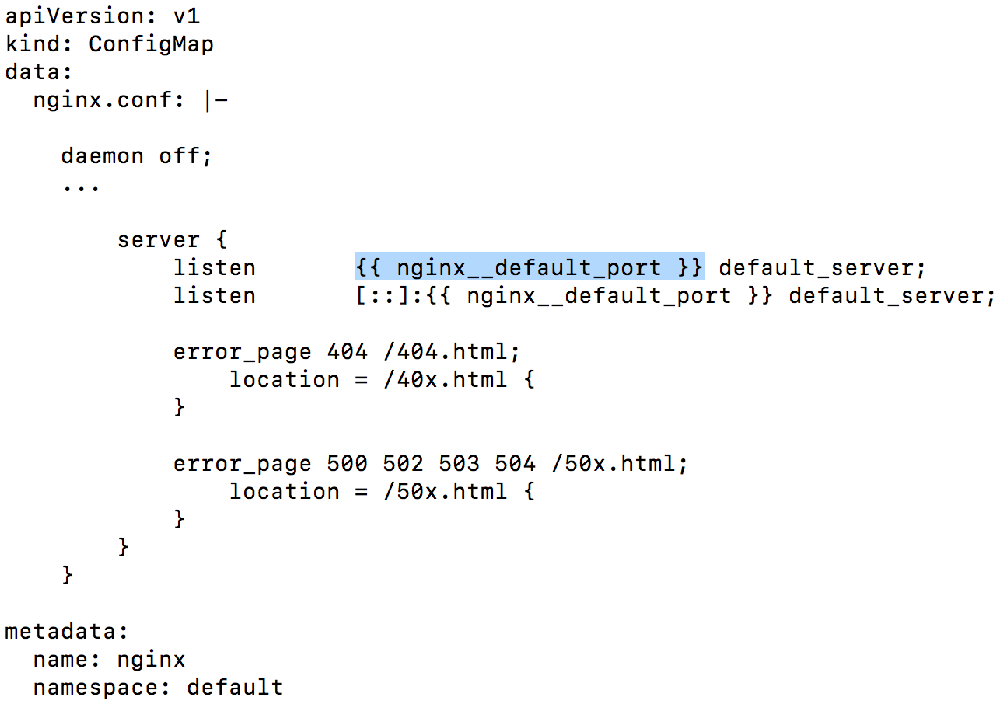 apiVersion: v1
kind: ConfigMap
data:
  nginx.conf: |-

    daemon off;
    ...

        server {
            listen       {{ nginx__default_port }} default_server;
            listen       [::]:{{ nginx__default_port }} default_server;

            error_page 404 /404.html;
                location = /40x.html {
            }

            error_page 500 502 503 504 /50x.html;
                location = /50x.html {
            }
        }
    }

metadata:
  name: nginx
  namespace: default